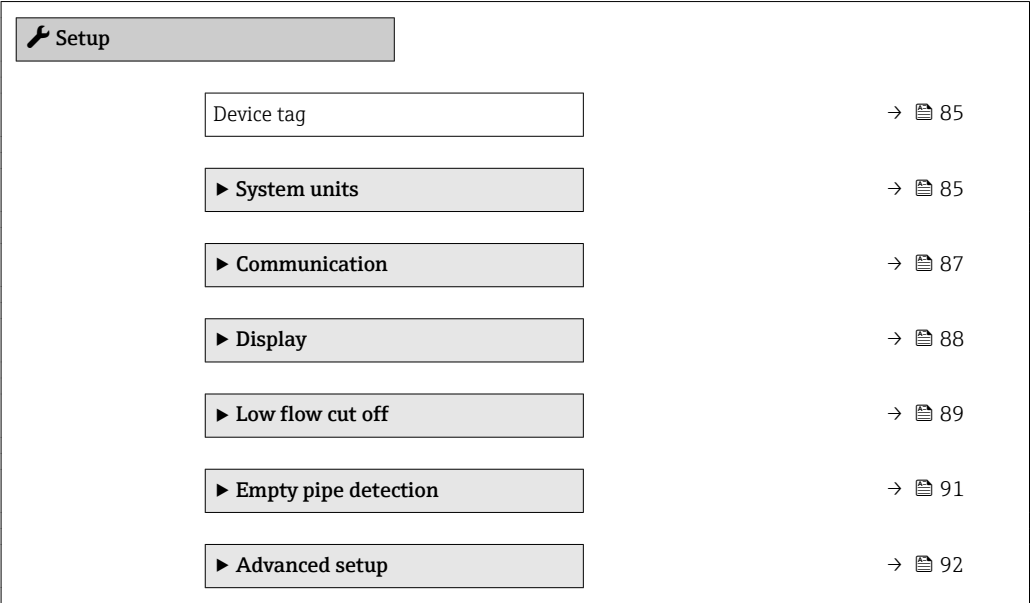 Setup
Device tag → 85
▶ System units → 85
▶ Communication → 87
▶ Display → 88
▶ Low flow cut off → 89
▶ Empty pipe detection → 91
▶ Advanced setup → 92